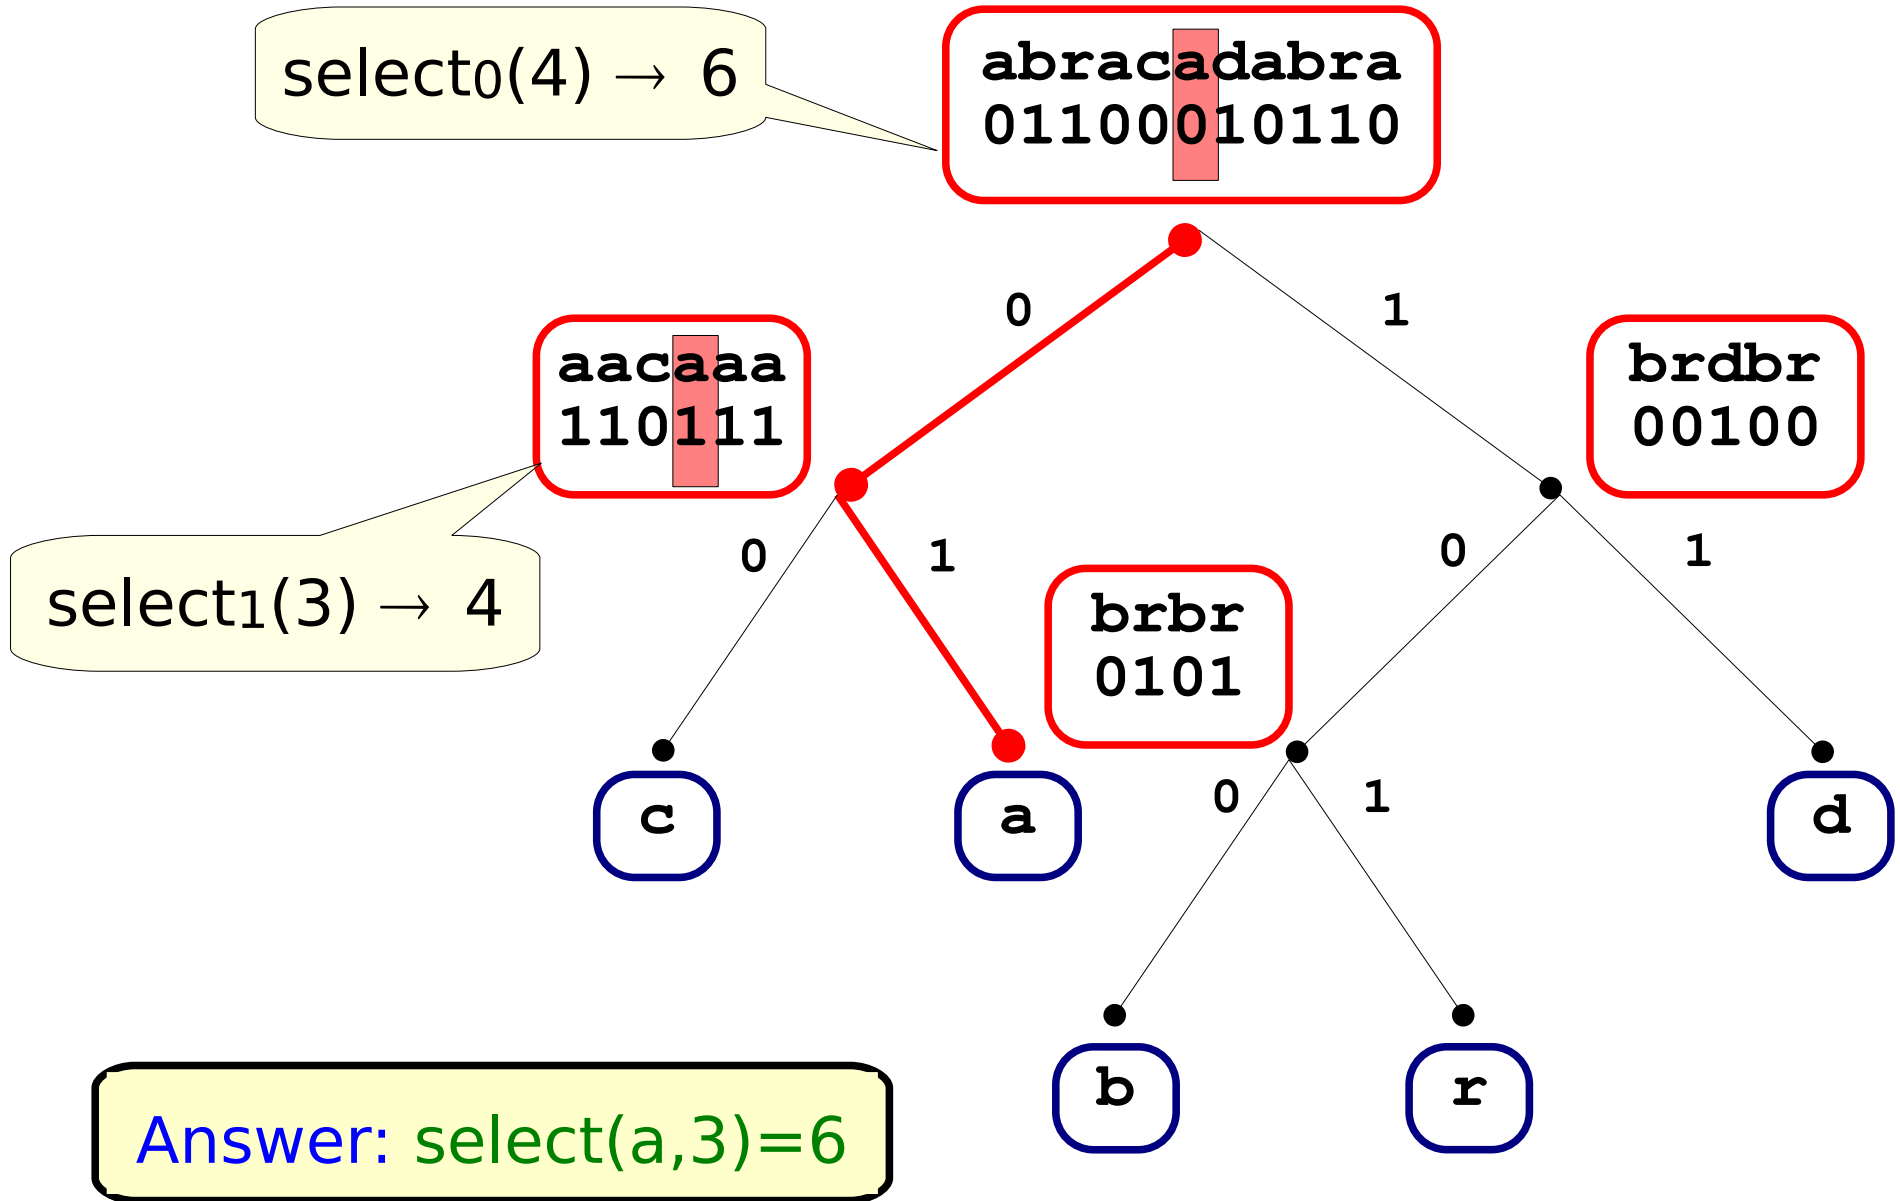 select0(4) → 6
abracadabra
01100010110
0
1
aacaaa
110111
brdbr
00100
select1(3) → 4
0
1
0
1
brbr
0101
c
a
0
1
d
b
r
Answer: select(a,3)=6